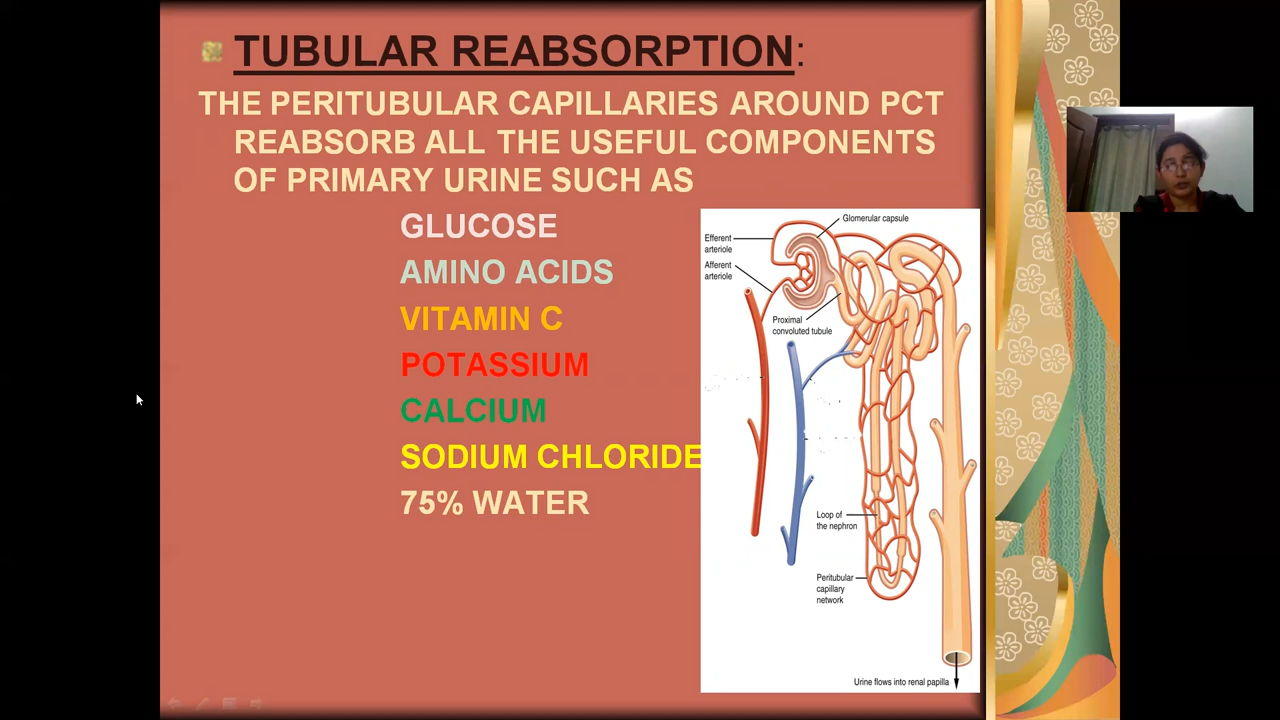 TUBULAR REABSORPTION:
THE PERITUBULAR CAPILLARIES AROUND PCT
REABSORB ALL THE USEFUL COMPONENTS
OF PRIMARY URINE SUCH AS
GLUCOSE
AMINO ACIDS
VITAMIN C
POTASSIUM
CALCIUM
SODIUM CHLORIDE
75% WATER
Glomerular capsule
Efferent
arteriole
Afferent
arteriole
Proximal
convoluted tubule
Loop of
the nephron
Peritubular
capillary
network
Urine flows into renal papilla